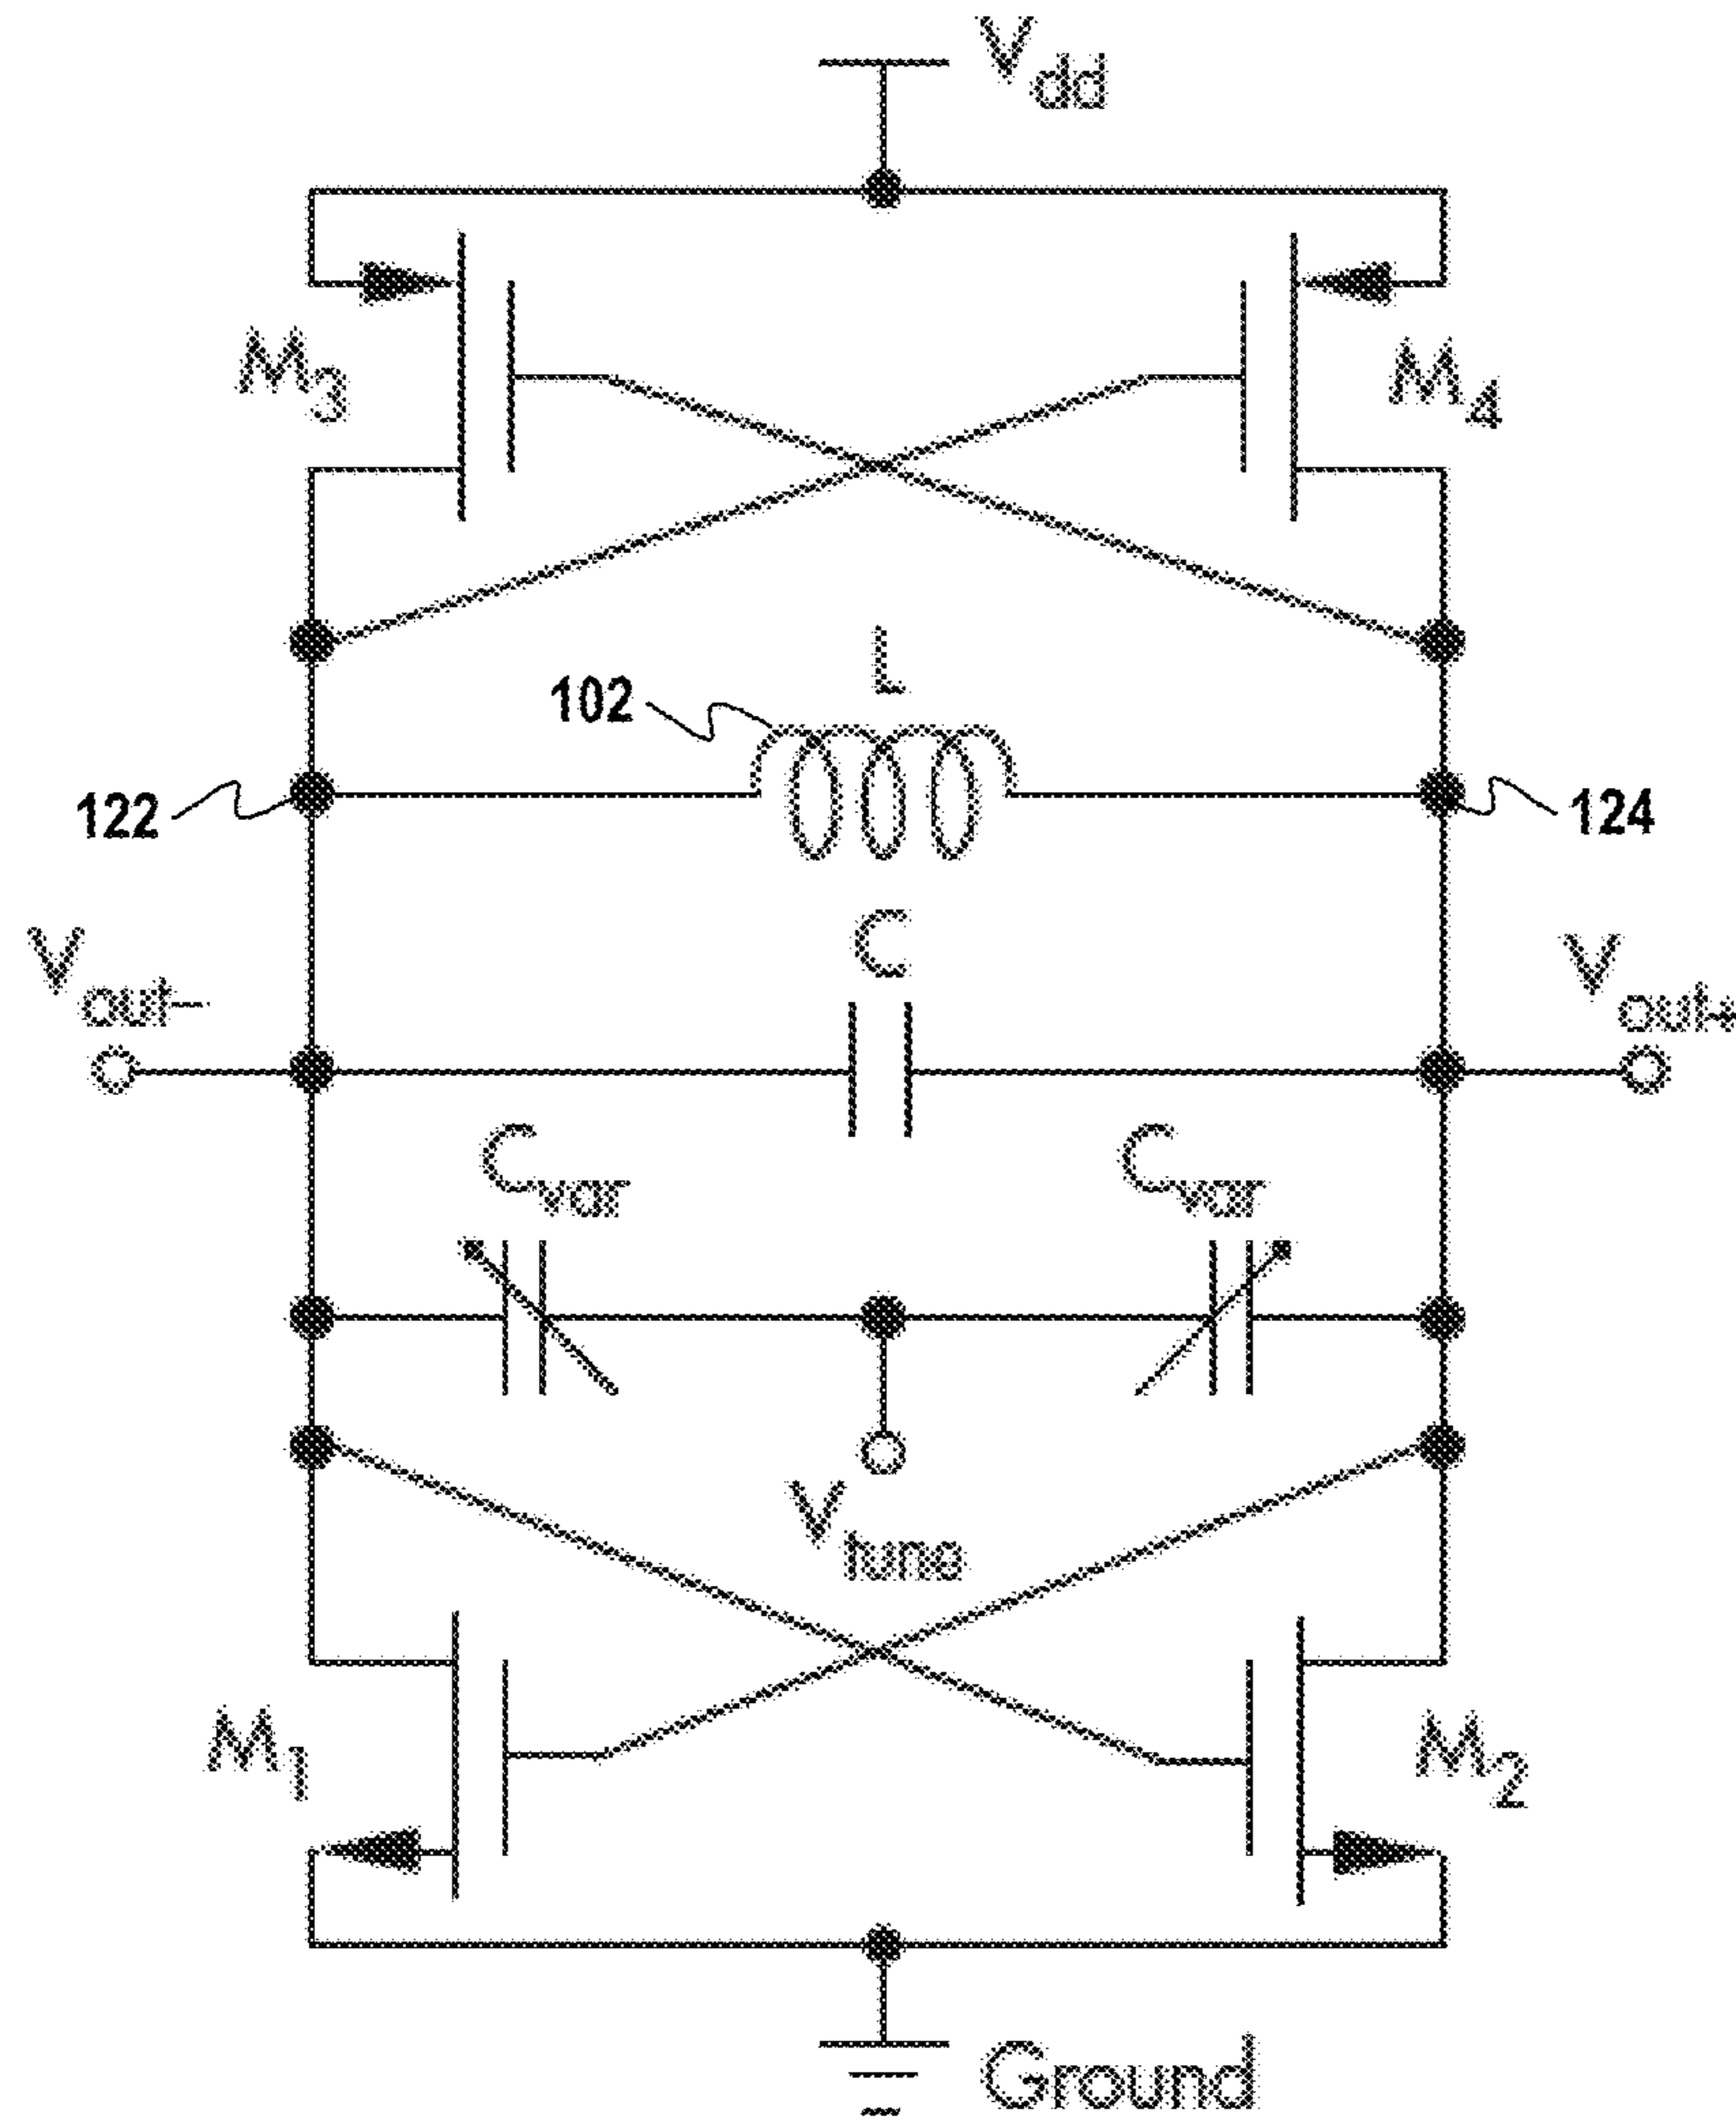 Vdd
M3
M4
L
102
122
124
C
Vout-
Vout+
Cvar
Cvar
Vtune
M1
M2
Ground